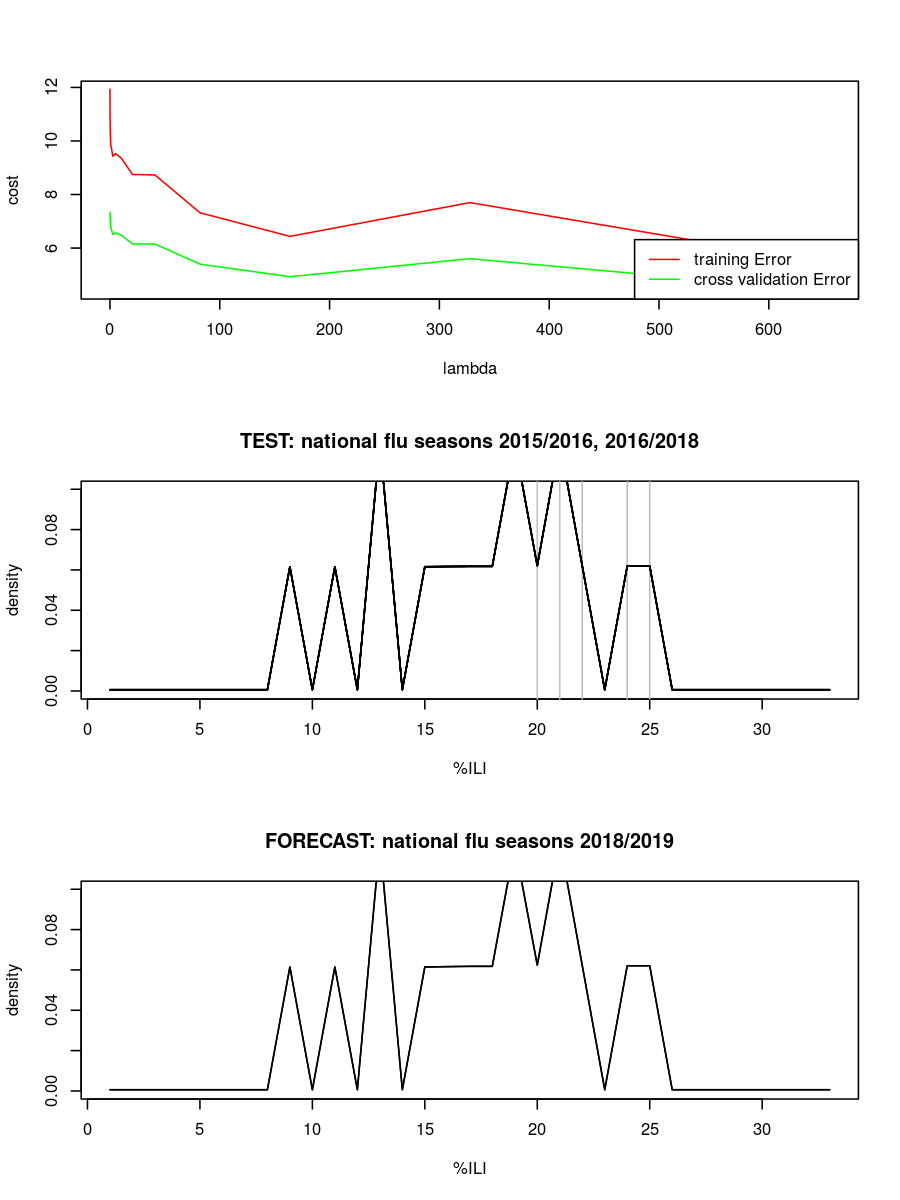 12
10
8
6
cost
training Error
cross validation Error
0 100 200 300 400 500 600
lambda
TEST: national flu seasons 2015/2016, 2016/2018
0.08
0.04
0.00
density
0 5 10 15 20 25 30
%ILI
FORECAST: national flu seasons 2018/2019
0.08
0.04
0.00
density
0 5 10 15 20 25 30
%ILI